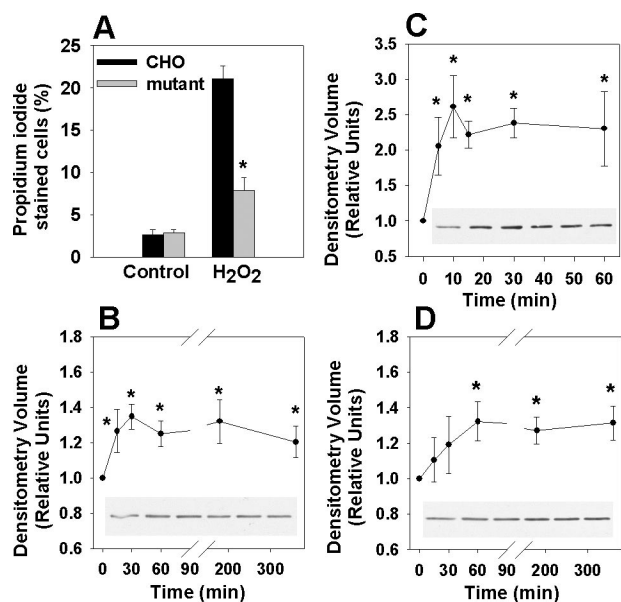 A
CHO
mutant
Propidium iodide
stained cells (%)
25
20
15
10
5
0
*
Control
H₂O₂
C
Densitometry Volume
(Relative Units)
3.5
3.0
2.5
2.0
1.5
1.0
0.5
* * * * *
0 10 20 30 40 50 60
Time (min)
B
Densitometry Volume
(Relative Units)
1.8
1.6
1.4
1.2
1.0
0.8
0.6
* * * * *
0 30 60 90 200 300
Time (min)
D
Densitometry Volume
(Relative Units)
1.8
1.6
1.4
1.2
1.0
0.8
0.6
* * *
0 30 60 90 200 300
Time (min)